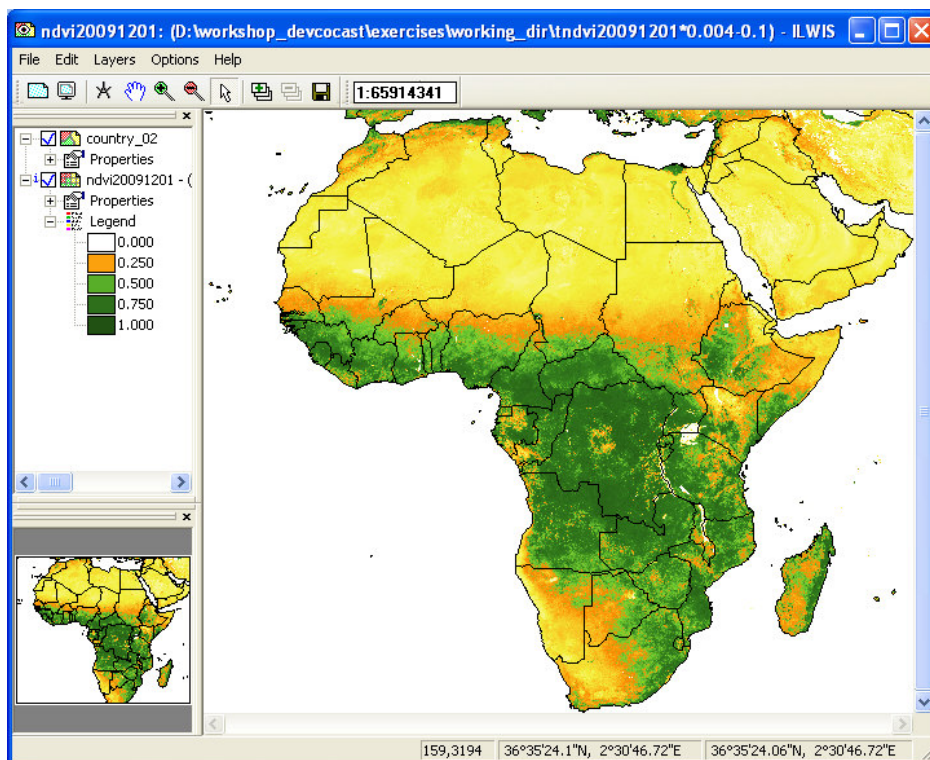 ndvi20091201: (D:\workshop_devcocast\exercises\working_dir\tndvi20091201*0.004-0.1) - ILWIS
File Edit Layers Options Help
1:65914341
country_02
Properties
ndvi20091201 - (
Properties
Legend
0.000
0.250
0.500
0.750
1.000
159,3194 36°35'24.1"N, 2°30'46.72"E 36°35'24.06"N, 2°30'46.72"E